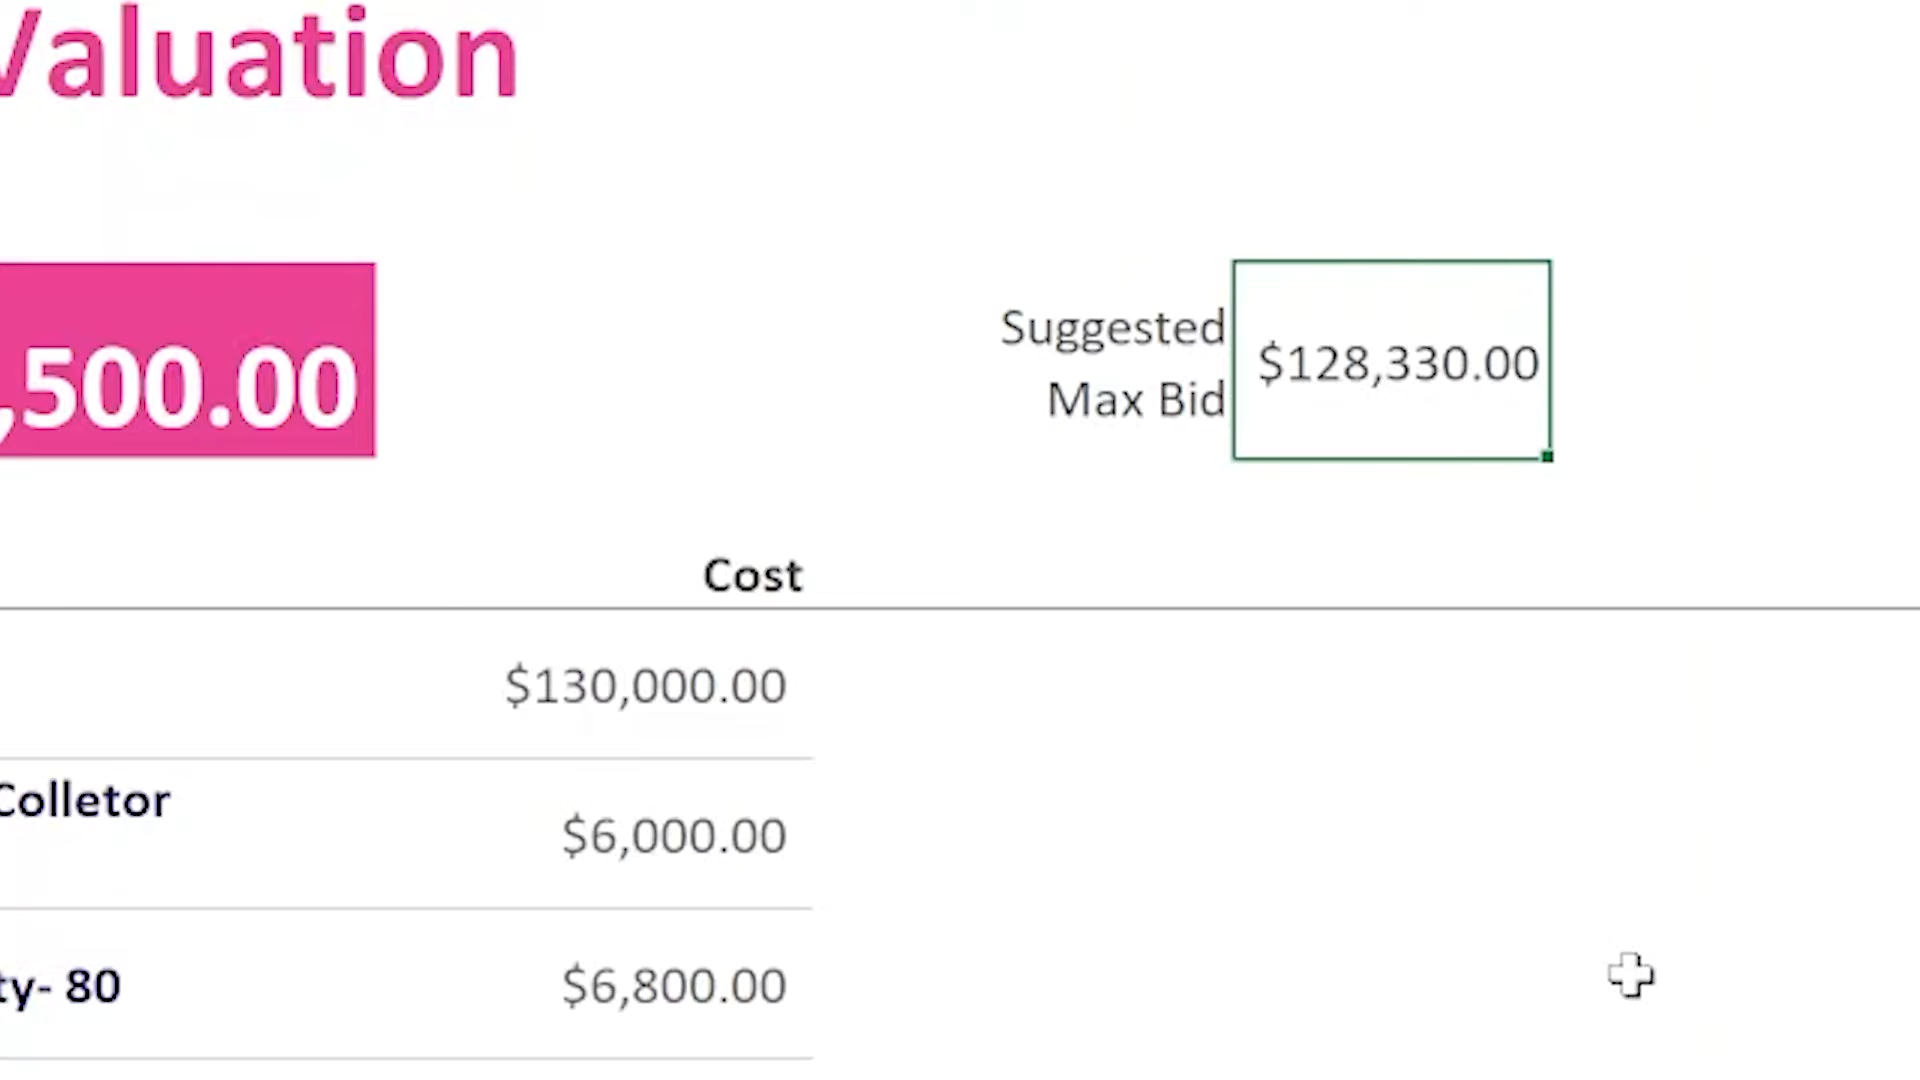 Valuation
,500.00
Suggested
Max Bid
$128,330.00
Cost
$130,000.00
Colletor
$6,000.00
ty- 80
$6,800.00